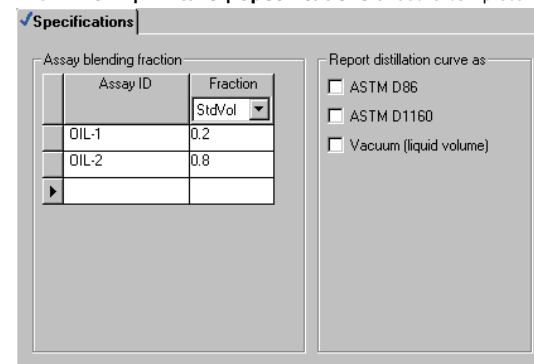 Specifications
Assay blending fraction
Assay ID Fraction
StdVol
OIL-1 0.2
OIL-2 0.8
Report distillation curve as
ASTM D86
ASTM D1160
Vacuum (liquid volume)